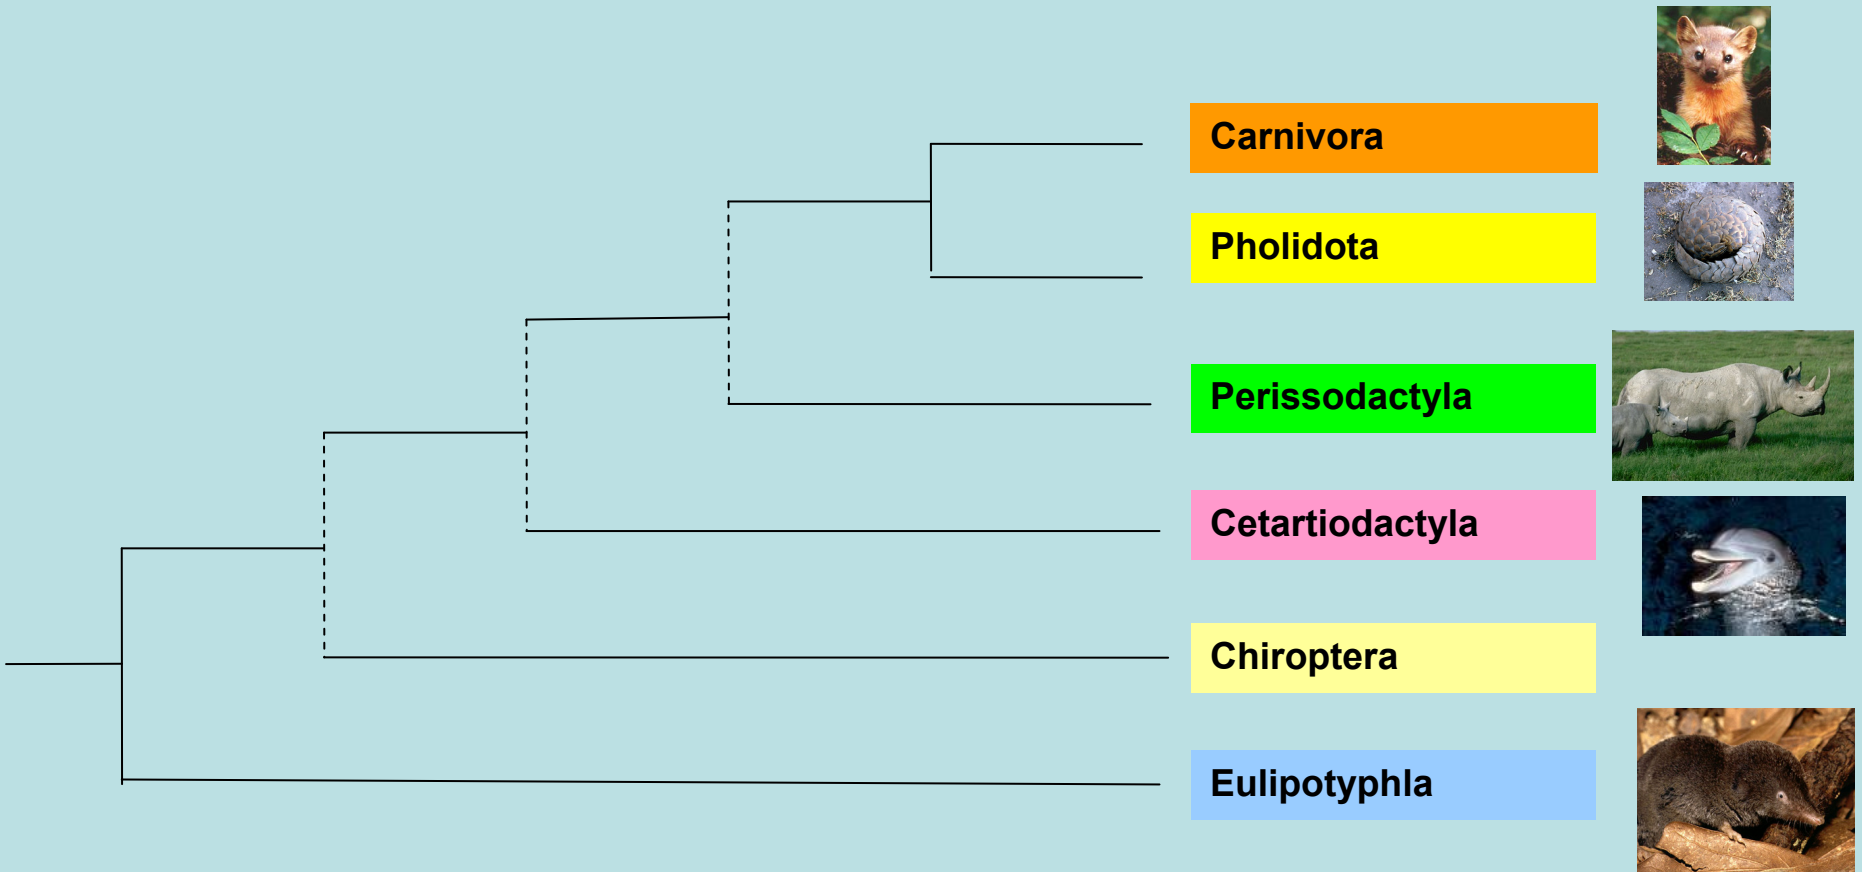 Carnivora
Pholidota
Perissodactyla
Cetartiodactyla
Chiroptera
Eulipotyphla